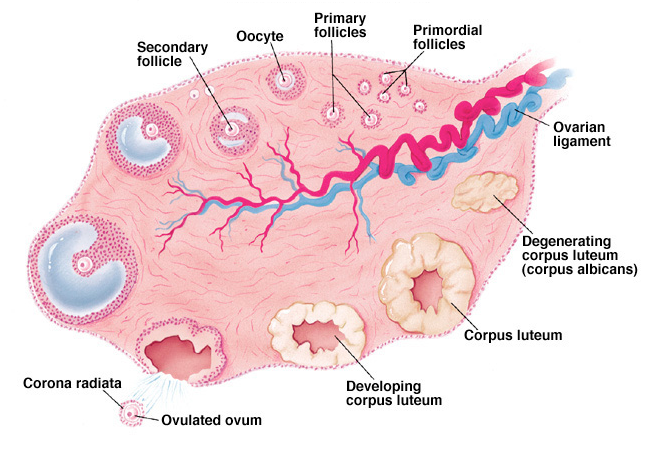 Primary
follicles
Primordial
follicles
Oocyte
Secondary
follicle
Ovarian
ligament
Degenerating
corpus luteum
(corpus albicans)
Corpus luteum
Developing
corpus luteum
Corona radiata
Ovulated ovum